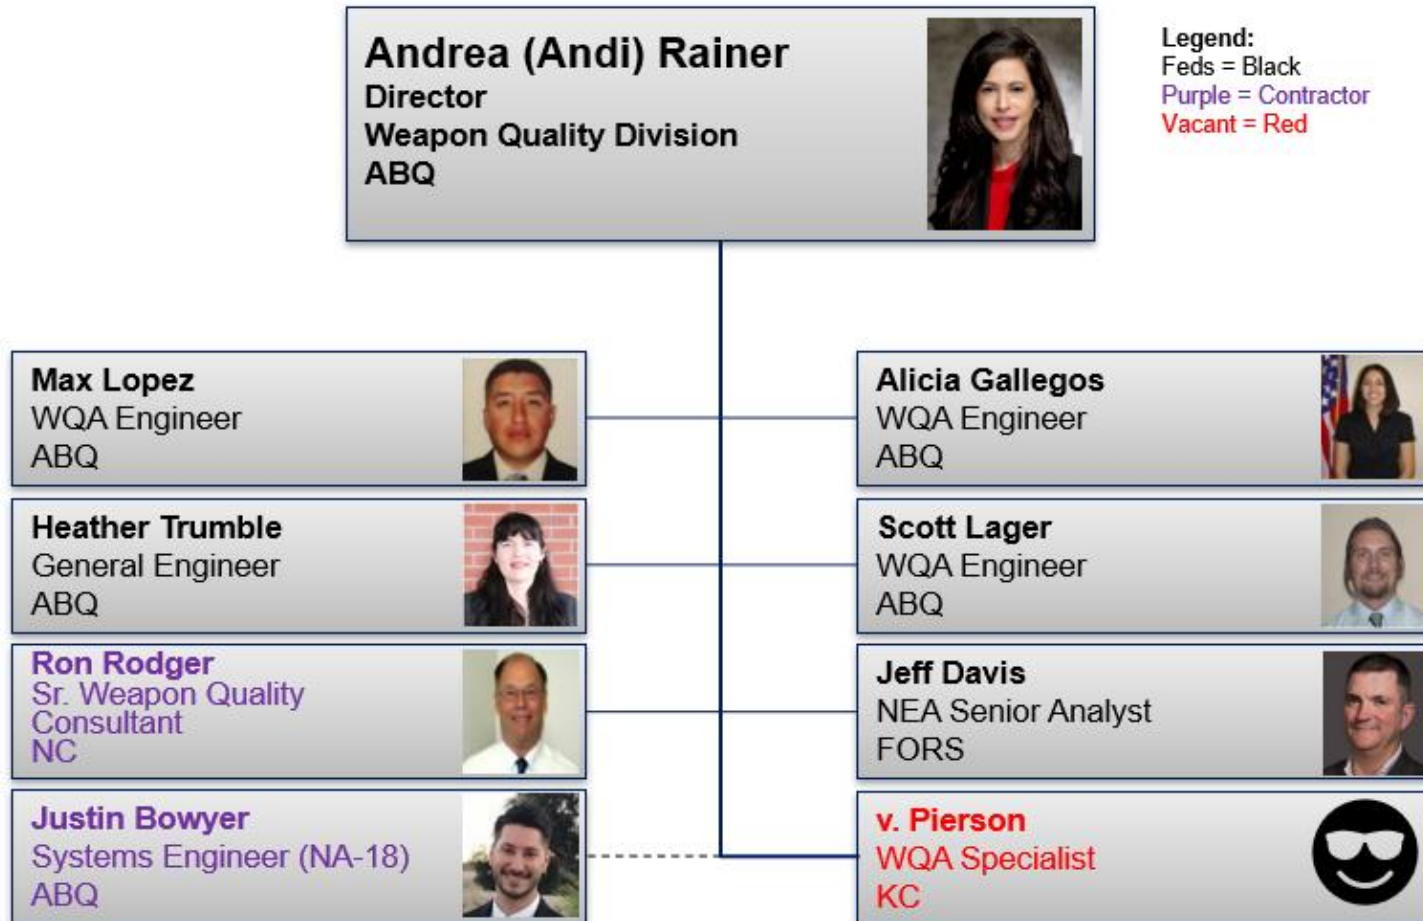 Andrea (Andi) Rainer
Director
Weapon Quality Division
ABQ
Legend:
Feds = Black
Purple = Contractor
Vacant = Red
Max Lopez
WQA Engineer
ABQ
Alicia Gallegos
WQA Engineer
ABQ
Heather Trumble
General Engineer
ABQ
Scott Lager
WQA Engineer
ABQ
Ron Rodger
Sr. Weapon Quality
Consultant
NC
Jeff Davis
NEA Senior Analyst
FORS
Justin Bowyer
Systems Engineer (NA-18)
ABQ
v. Pierson
WQA Specialist
KC